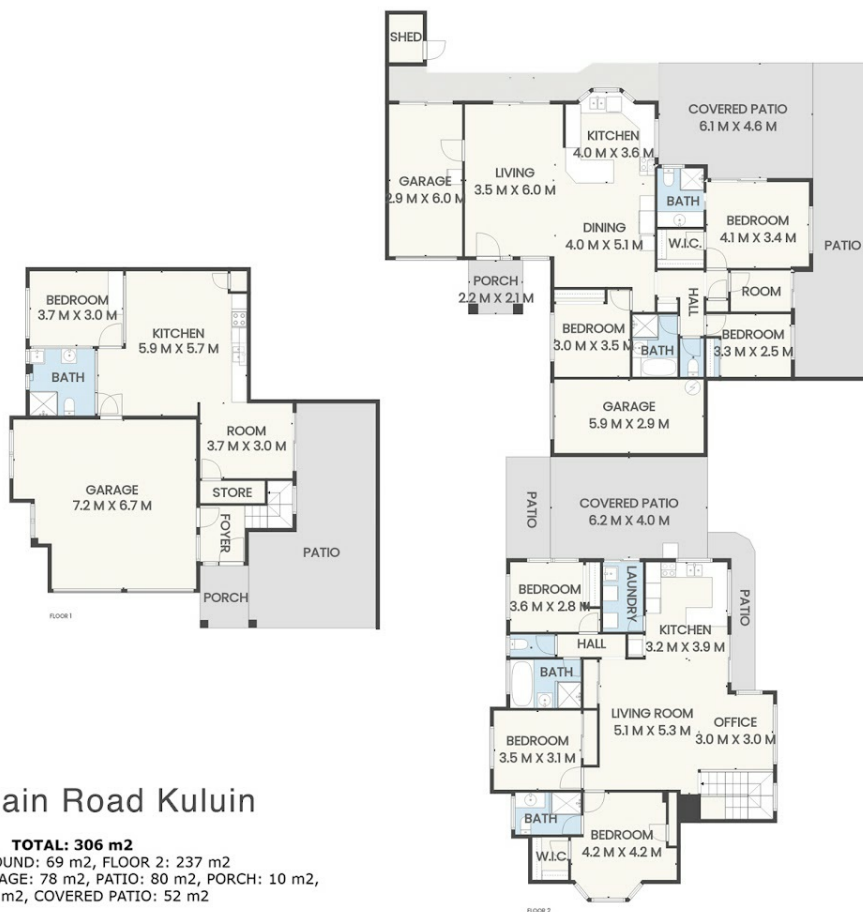 SHED
COVERED PATIO
6.1 M X 4.6 M
KITCHEN
4.0 M X 3.6 M
LIVING
3.5 M X 6.0 M
GARAGE
2.9 M X 6.0 M
BATH
BEDROOM
4.1 M X 3.4 M
DINING
4.0 M X 5.1 M
W.I.C.
PATIO
PORCH
2.2 M X 2.1 M
HALL
ROOM
BEDROOM
3.0 M X 3.5 M
BATH
BEDROOM
3.3 M X 2.5 M
GARAGE
5.9 M X 2.9 M
BEDROOM
3.7 M X 3.0 M
KITCHEN
5.9 M X 5.7 M
BATH
ROOM
3.7 M X 3.0 M
GARAGE
7.2 M X 6.7 M
STORE
FOYER
PATIO
PORCH
FLOOR 1
PATIO
COVERED PATIO
6.2 M X 4.0 M
BEDROOM
3.6 M X 2.8 M
LAUNDRY
KITCHEN
3.2 M X 3.9 M
PATIO
HALL
BATH
LIVING ROOM
5.1 M X 5.3 M
OFFICE
3.0 M X 3.0 M
BEDROOM
3.5 M X 3.1 M
BATH
BEDROOM
4.2 M X 4.2 M
W.I.C.
FLOOR 2
ain Road Kuluin
TOTAL: 306 m2
OUND: 69 m2, FLOOR 2: 237 m2
AGE: 78 m2, PATIO: 80 m2, PORCH: 10 m2,
m2, COVERED PATIO: 52 m2